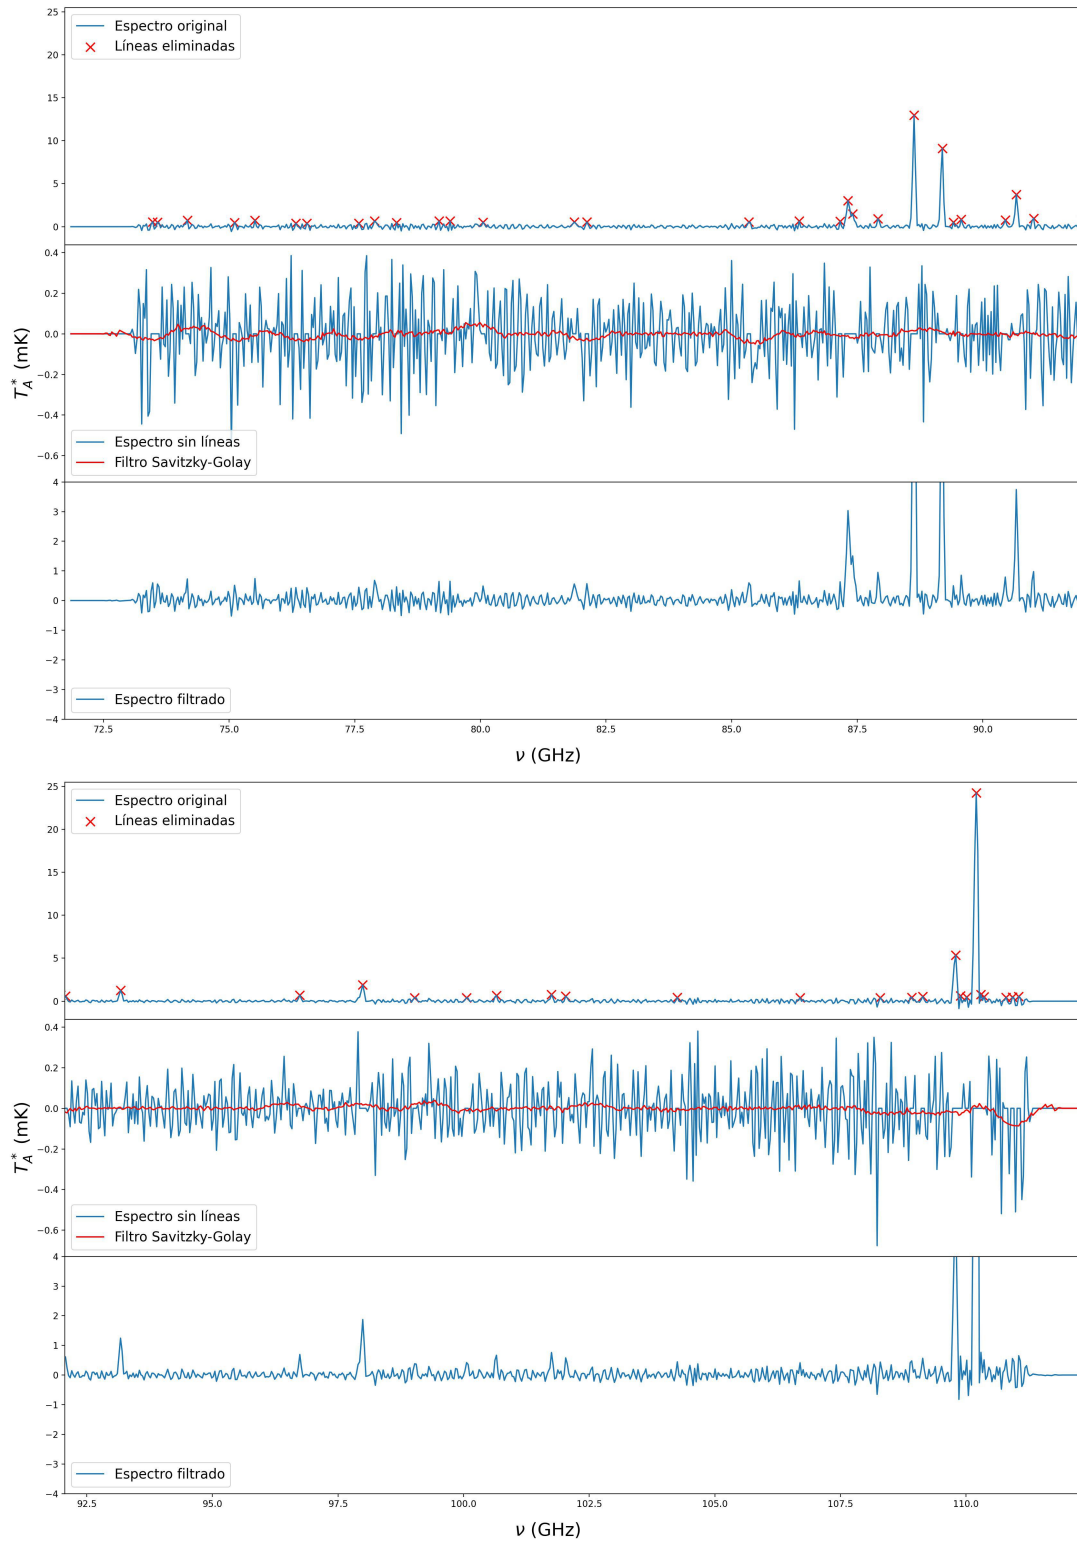 25
Espectro original
Líneas eliminadas
20
15
10
5
0
0.4
0.2
0.0
−0.2
−0.4
−0.6
T*A (mK)
Espectro sin líneas
Filtro Savitzky-Golay
4
3
2
1
0
−1
−2
−3
−4
Espectro filtrado
72.5 75.0 77.5 80.0 82.5 85.0 87.5 90.0
ν (GHz)
25
Espectro original
Líneas eliminadas
20
15
10
5
0
0.4
0.2
0.0
−0.2
−0.4
−0.6
T*A (mK)
Espectro sin líneas
Filtro Savitzky-Golay
4
3
2
1
0
−1
−2
−3
−4
Espectro filtrado
92.5 95.0 97.5 100.0 102.5 105.0 107.5 110.0
ν (GHz)